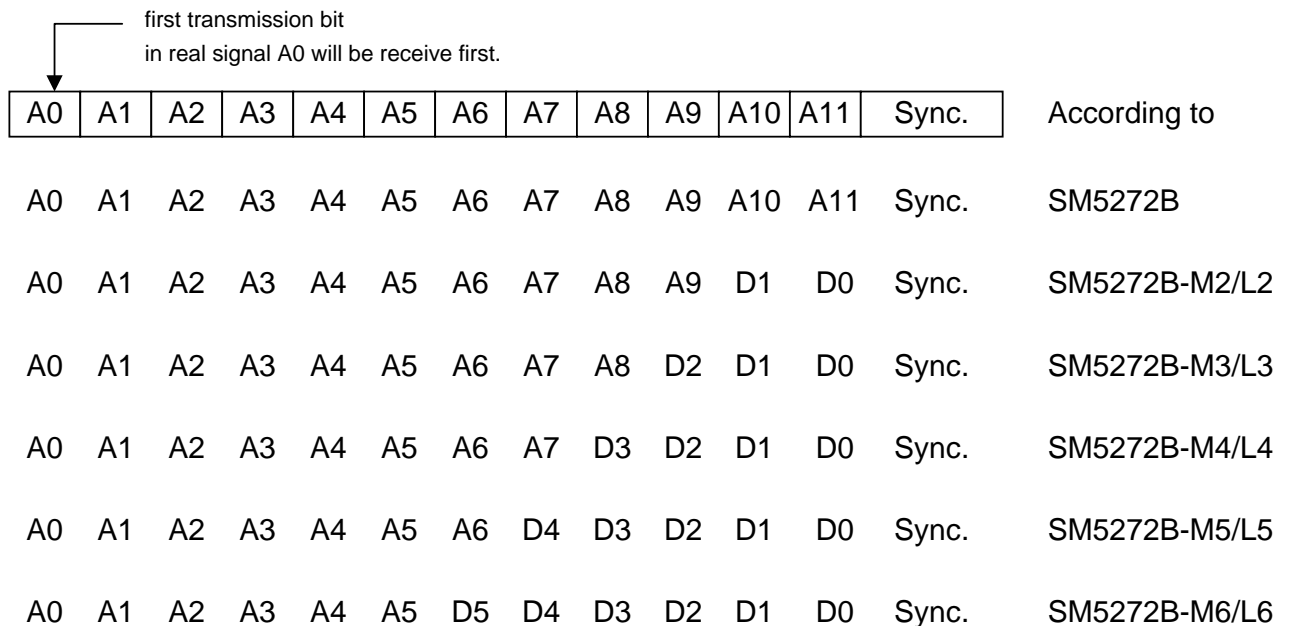 first transmission bit
in real signal A0 will be receive first.
A0 A1 A2 A3 A4 A5 A6 A7 A8 A9 A10 A11 Sync. According to
A0 A1 A2 A3 A4 A5 A6 A7 A8 A9 A10 A11 Sync. SM5272B
A0 A1 A2 A3 A4 A5 A6 A7 A8 A9 D1 D0 Sync. SM5272B-M2/L2
A0 A1 A2 A3 A4 A5 A6 A7 A8 D2 D1 D0 Sync. SM5272B-M3/L3
A0 A1 A2 A3 A4 A5 A6 A7 D3 D2 D1 D0 Sync. SM5272B-M4/L4
A0 A1 A2 A3 A4 A5 A6 D4 D3 D2 D1 D0 Sync. SM5272B-M5/L5
A0 A1 A2 A3 A4 A5 D5 D4 D3 D2 D1 D0 Sync. SM5272B-M6/L6